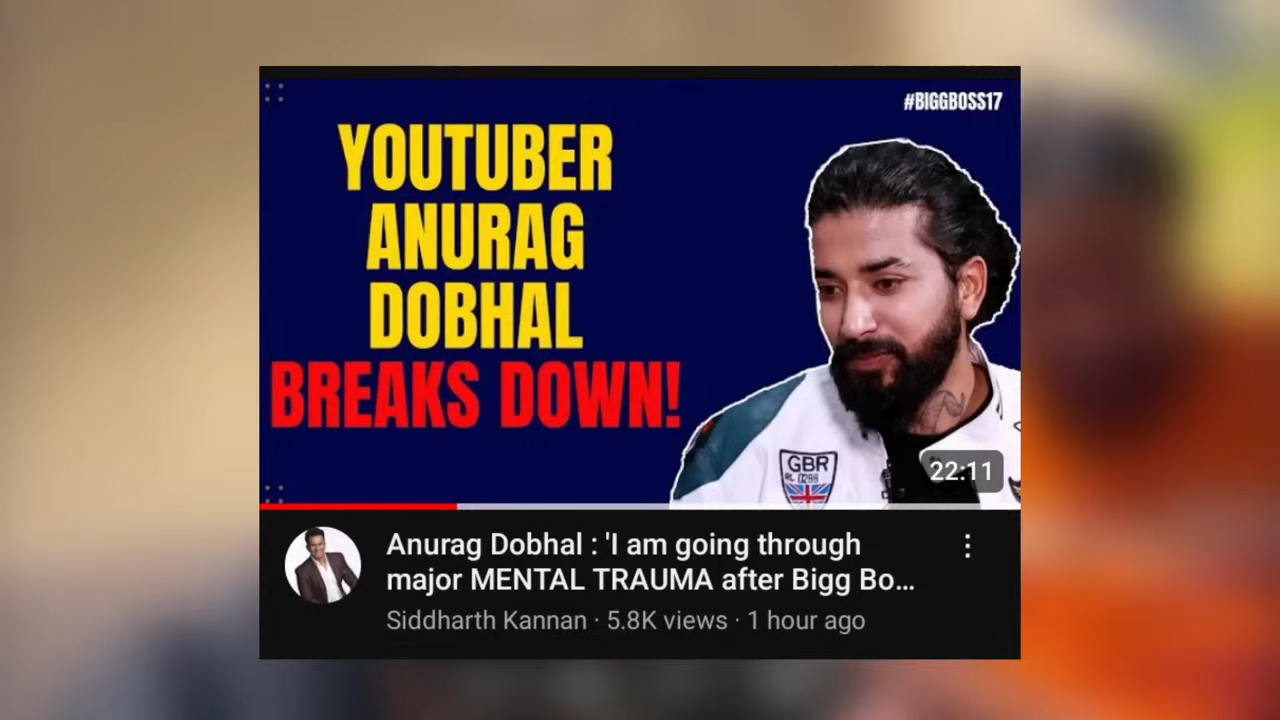 #BIGGBOSS17
YOUTUBER
ANURAG
DOBHAL
BREAKS DOWN!
GBR
22:11
Anurag Dobhal : 'I am going through
major MENTAL TRAUMA after Bigg Bo...
Siddharth Kannan · 5.8K views · 1 hour ago